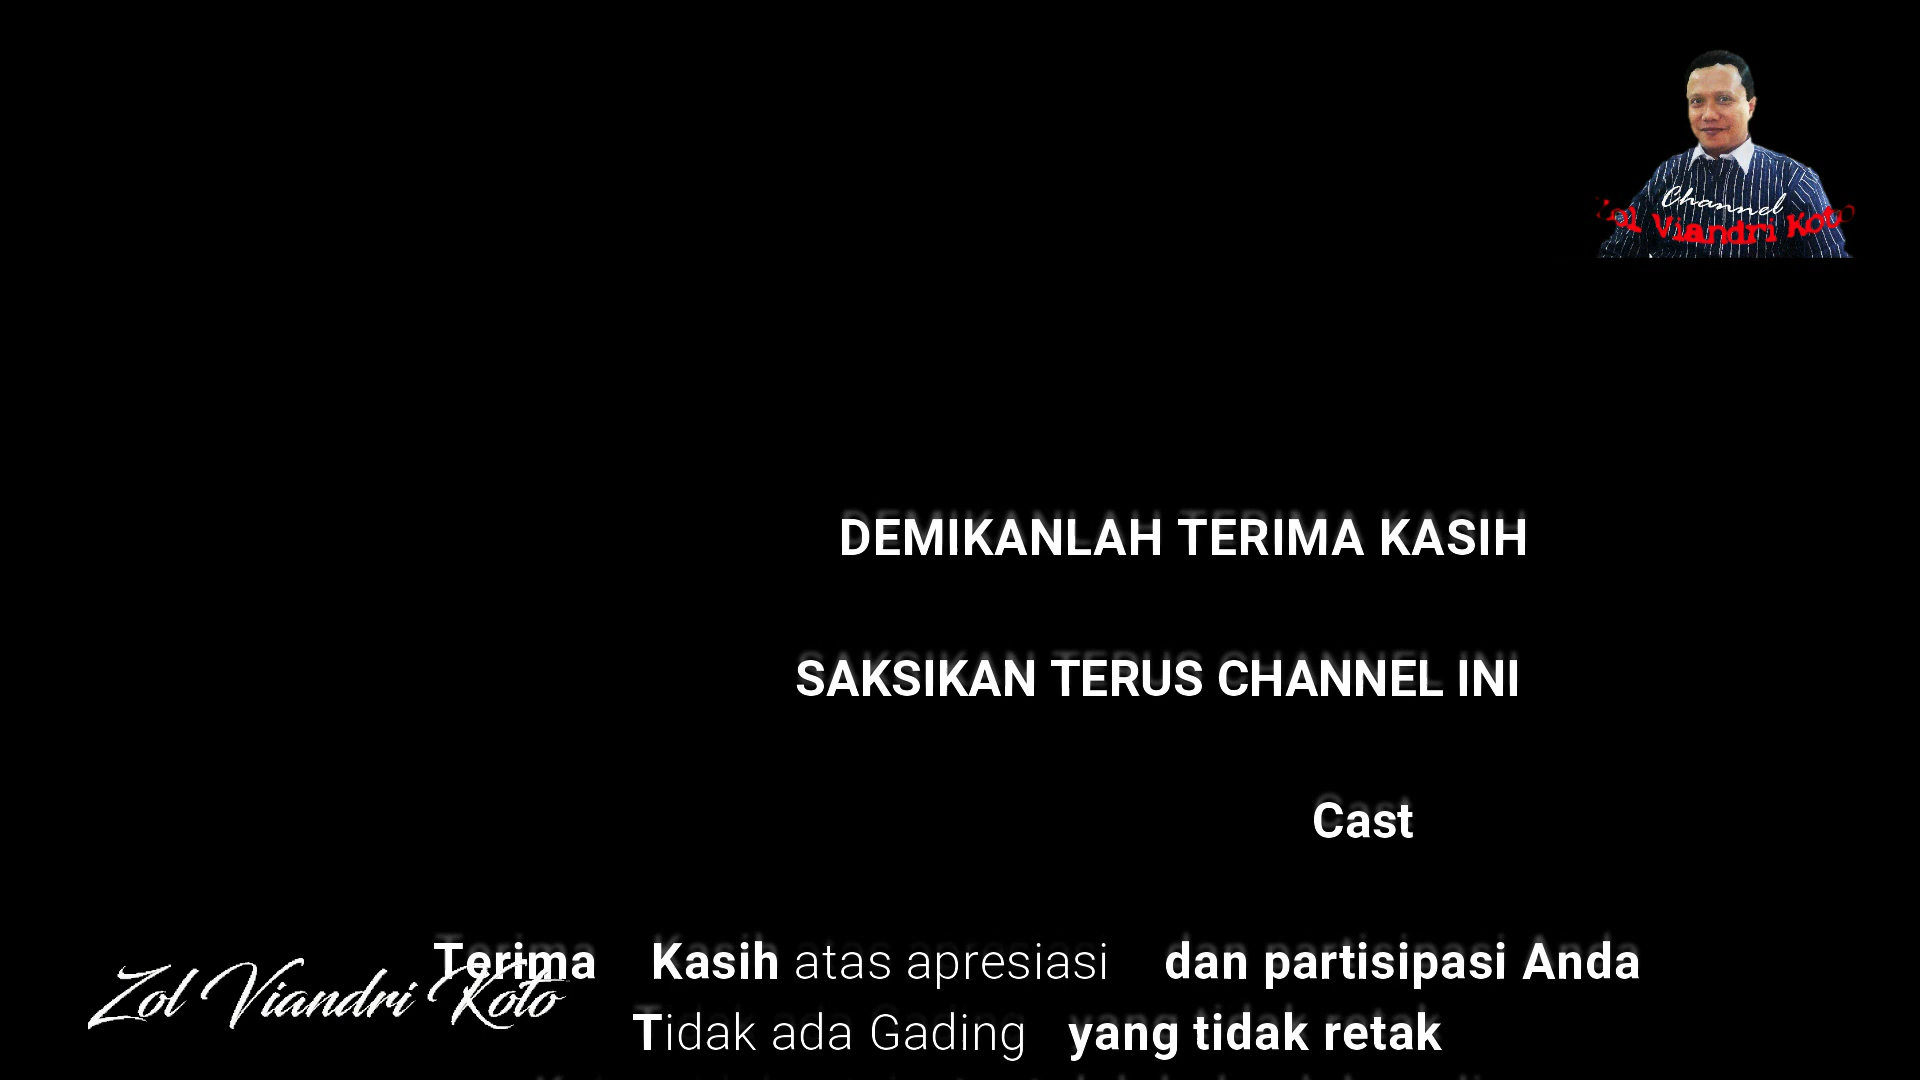 Channel
Zol Viandri Koto
DEMIKANLAH TERIMA KASIH
SAKSIKAN TERUS CHANNEL INI
Cast
Terima Kasih atas apresiasi dan partisipasi Anda
Zol Viandri Koto
Tidak ada Gading yang tidak retak